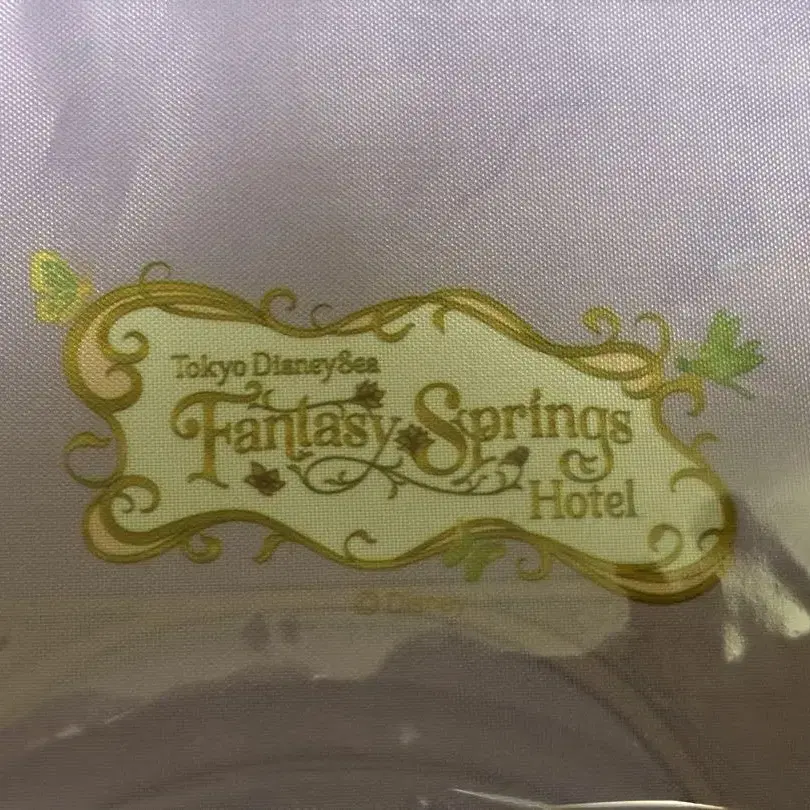 Tokyo DisneySea
Fantasy Springs
Hotel
© Disney